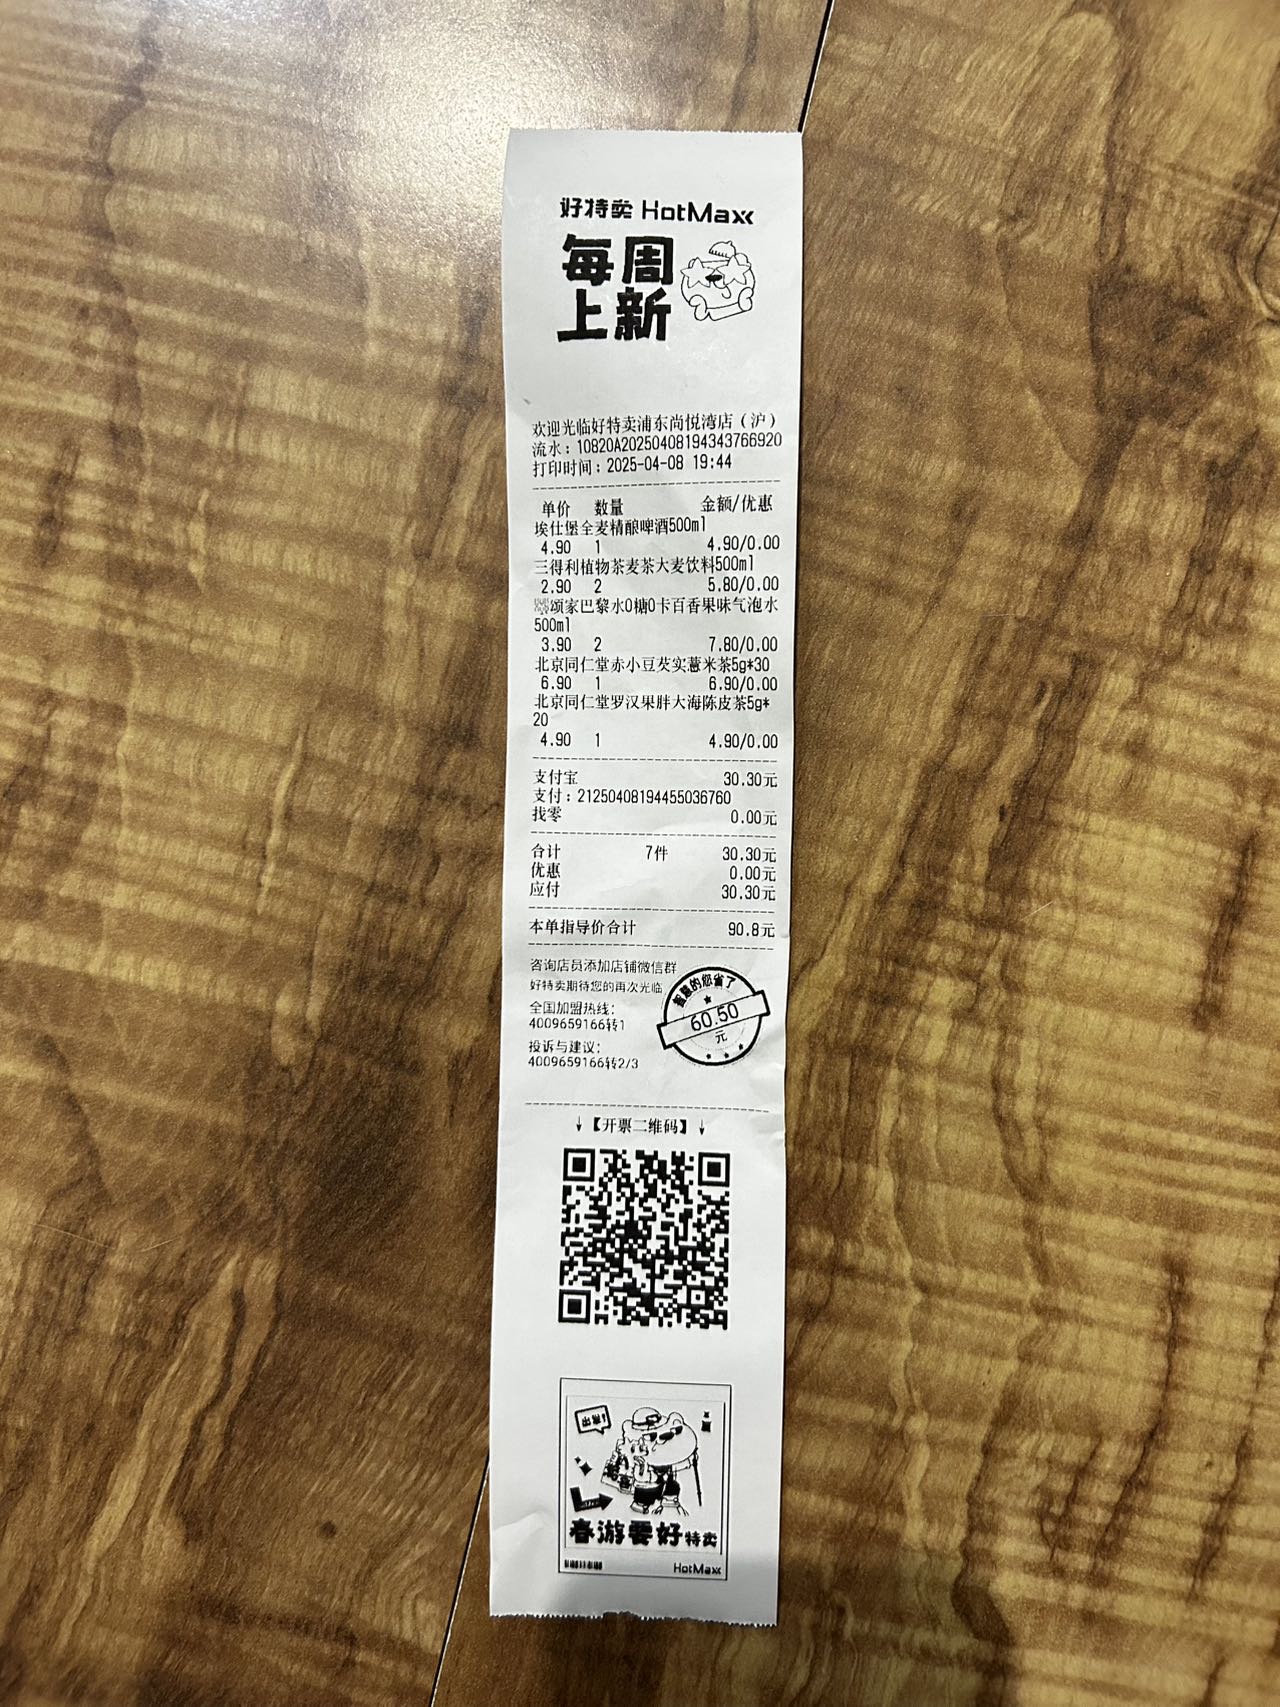 好特卖 HotMaxx
每周
上新
欢迎光临好特卖浦东尚悦湾店（沪）
流水：10820A20250408194343766920
打印时间：2025-04-08 19:44
单价 数量 金额/优惠
埃仕堡全麦精酿啤酒500ml
4.90 1 4.90/0.00
三得利植物茶麦茶大麦饮料500ml
2.90 2 5.80/0.00
颂家巴黎水0糖0卡百香果味气泡水
500ml
3.90 2 7.80/0.00
北京同仁堂赤小豆芡实薏米茶5g*30
6.90 1 6.90/0.00
北京同仁堂罗汉果胖大海陈皮茶5g*
20
4.90 1 4.90/0.00
支付宝 30.30元
支付：21250408194455036760
找零 0.00元
合计 7件 30.30元
优惠 0.00元
应付 30.30元
本单指导价合计 90.8元
咨询店员添加店铺微信群
好特卖期待您的再次光临
全国加盟热线：
4009659166转1
投诉与建议：
4009659166转2/3
智慧的您省了
60.50
元
↓【开票二维码】↓
出发!
春游要好特卖
HotMaxx